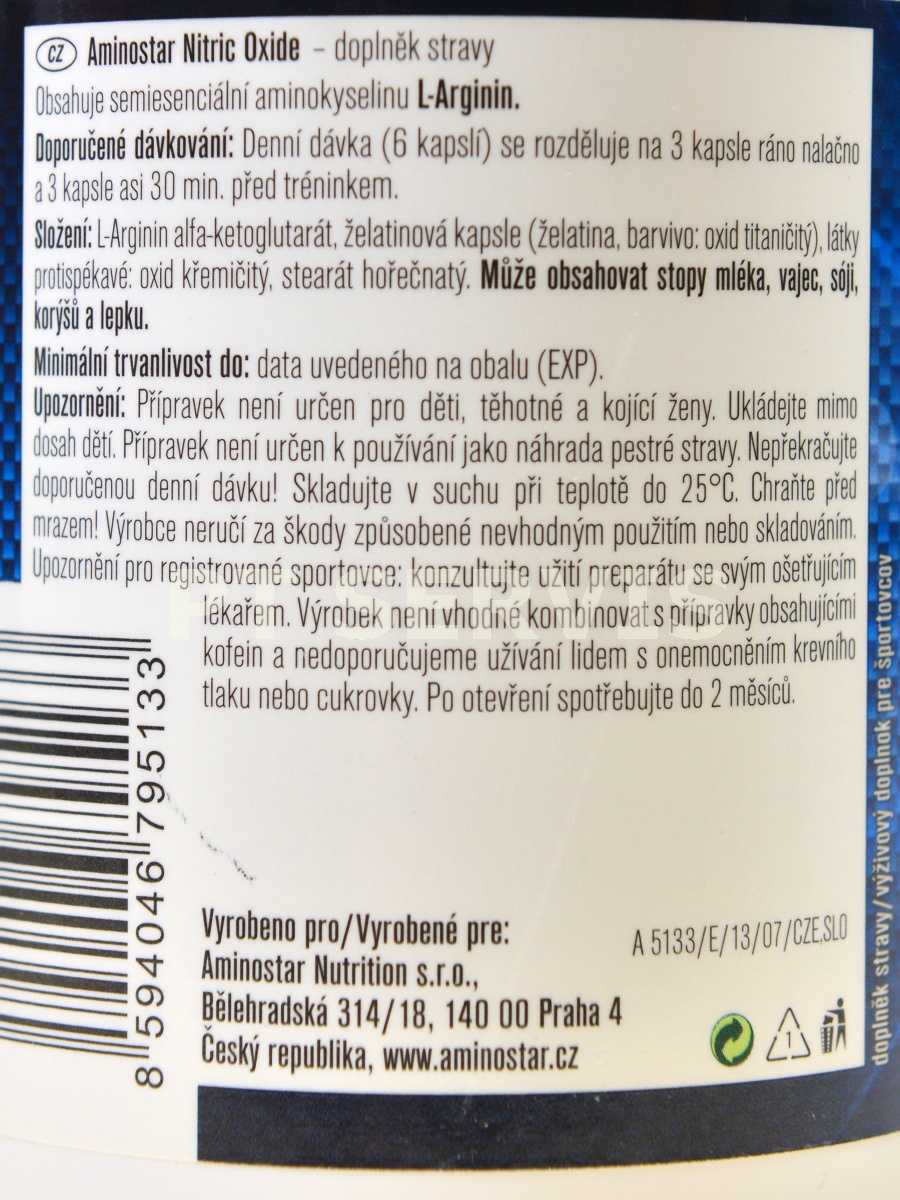 CZ Aminostar Nitric Oxide – doplněk stravy
Obsahuje semiesenciální aminokyselinu L-Arginin.
Doporučené dávkování: Denní dávka (6 kapslí) se rozděluje na 3 kapsle ráno nalačno
a 3 kapsle asi 30 min. před tréninkem.
Složení: L-Arginin alfa-ketoglutarát, želatinová kapsle (želatina, barvivo: oxid titaničitý), látky
protispékavé: oxid křemičitý, stearát hořečnatý. Může obsahovat stopy mléka, vajec, sóji,
korýšů a lepku.
Minimální trvanlivost do: data uvedeného na obalu (EXP).
Upozornění: Přípravek není určen pro děti, těhotné a kojící ženy. Ukládejte mimo
dosah dětí. Přípravek není určen k používání jako náhrada pestré stravy. Nepřekračujte
doporučenou denní dávku! Skladujte v suchu při teplotě do 25°C. Chraňte před
mrazem! Výrobce neručí za škody způsobené nevhodným použitím nebo skladováním.
Upozornění pro registrované sportovce: konzultujte užití preparátu se svým ošetřujícím
lékařem. Výrobek není vhodné kombinovat s přípravky obsahujícími
kofein a nedoporučujeme užívání lidem s onemocněním krevního
tlaku nebo cukrovky. Po otevření spotřebujte do 2 měsíců.
FIT SERVIS
8 594046 795133
Vyrobeno pro/Vyrobené pre:
Aminostar Nutrition s.r.o.,
Bělehradská 314/18, 140 00 Praha 4
Český republika, www.aminostar.cz
A 5133/E/13/07/CZE,SLO
1
doplněk stravy/výživový doplnok pre športovcov